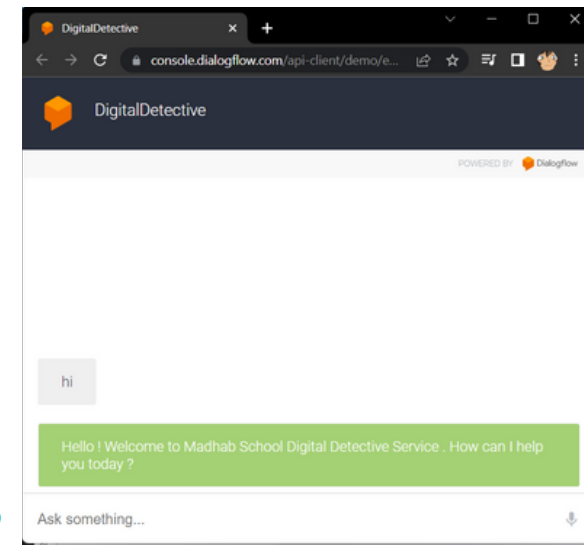 DigitalDetective
console.dialogflow.com/api-client/demo/e...
DigitalDetective
POWERED BY Dialogflow
hi
Hello ! Welcome to Madhab School Digital Detective Service . How can I help
you today ?
Ask something...